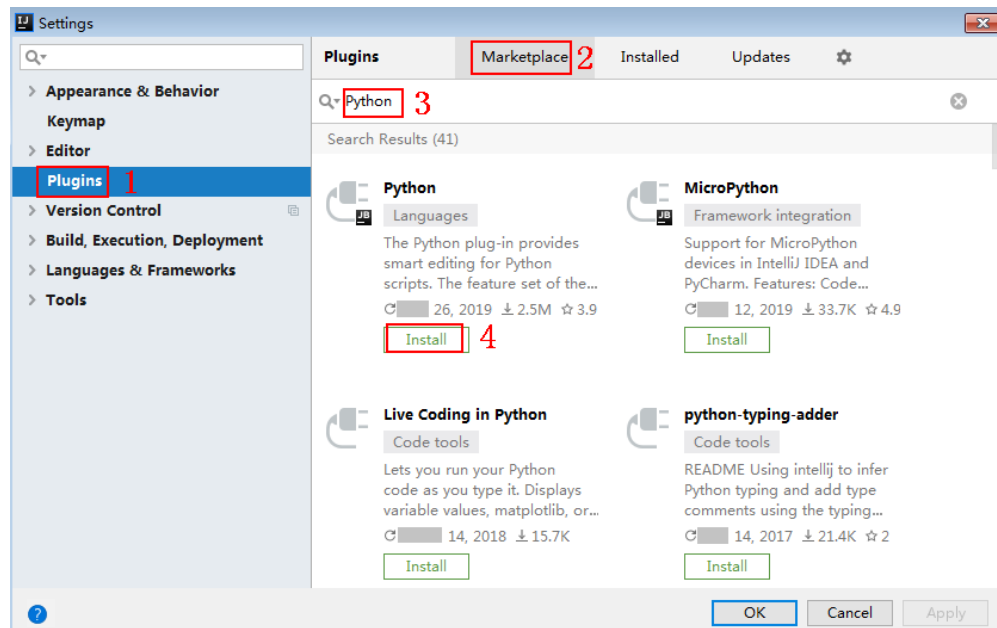 IJ Settings
Appearance & Behavior
Keymap
Editor
Plugins 1
Version Control
Build, Execution, Deployment
Languages & Frameworks
Tools
Plugins Marketplace 2 Installed Updates
Python 3
Search Results (41)
Python
JB Languages
The Python plug-in provides
smart editing for Python
scripts. The feature set of the...
26, 2019 2.5M 3.9
Install 4
MicroPython
JB Framework integration
Support for MicroPython
devices in IntelliJ IDEA and
PyCharm. Features: Code...
12, 2019 33.7K 4.9
Install
Live Coding in Python
Code tools
Lets you run your Python
code as you type it. Displays
variable values, matplotlib, or...
14, 2018 15.7K
Install
python-typing-adder
Code tools
README Using intellij to infer
Python typing and add type
comments using the typing...
14, 2017 21.4K 2
Install
? OK Cancel Apply